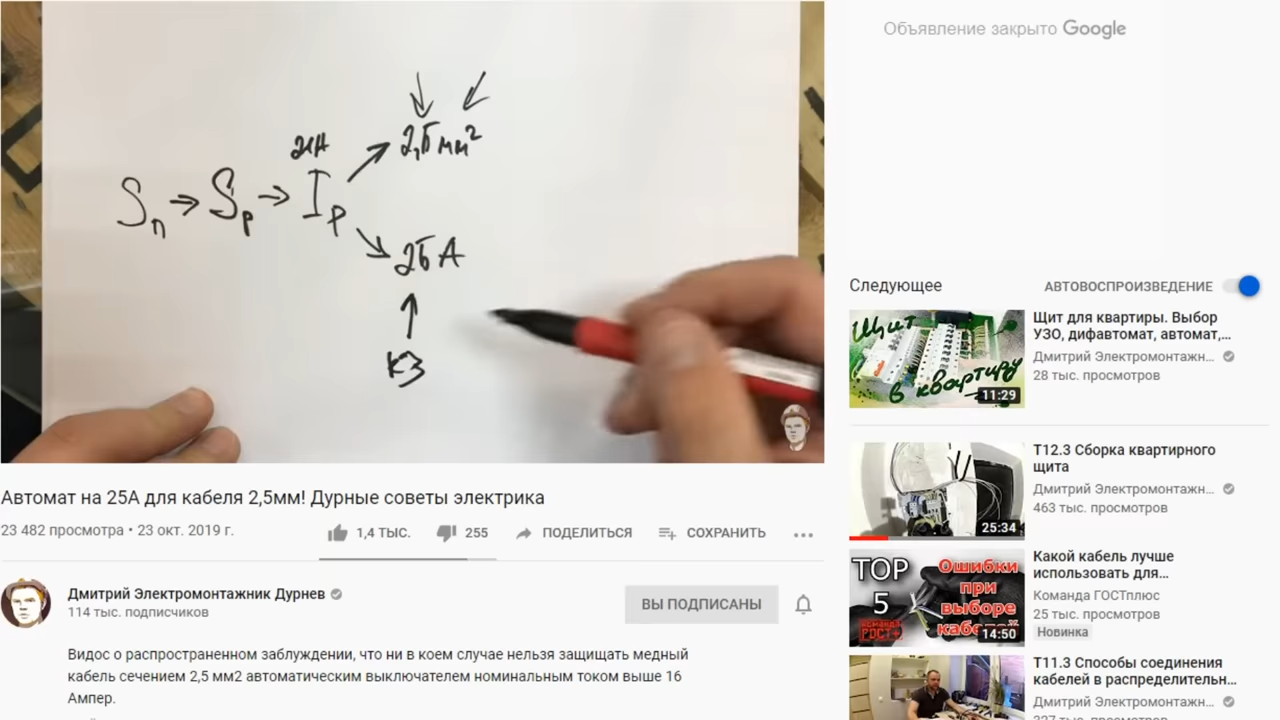 Объявление закрыто Google
2,5 мм²
21А
Sп → Sр → Iр
25 А
КЗ
Следующее
АВТОВОСПРОИЗВЕДЕНИЕ
Щит
в квартиру
11:29
Щит для квартиры. Выбор
УЗО, дифавтомат, автомат,...
Дмитрий Электромонтажн...
28 тыс. просмотров
25:34
Т12.3 Сборка квартирного
щита
Дмитрий Электромонтажн...
463 тыс. просмотров
TOP
5
Ошибки
при
выборе
14:50
Какой кабель лучше
использовать для...
Команда ГОСТплюс
25 тыс. просмотров
Новинка
Т11.3 Способы соединения
кабелей в распределительн...
Дмитрий Электромонтажн...
Автомат на 25А для кабеля 2,5мм! Дурные советы электрика
23 482 просмотра • 23 окт. 2019 г.
1,4 ТЫС.
255
ПОДЕЛИТЬСЯ
СОХРАНИТЬ
Дмитрий Электромонтажник Дурнев
114 тыс. подписчиков
ВЫ ПОДПИСАНЫ
Видос о распространенном заблуждении, что ни в коем случае нельзя защищать медный
кабель сечением 2,5 мм2 автоматическим выключателем номинальным током выше 16
Ампер.